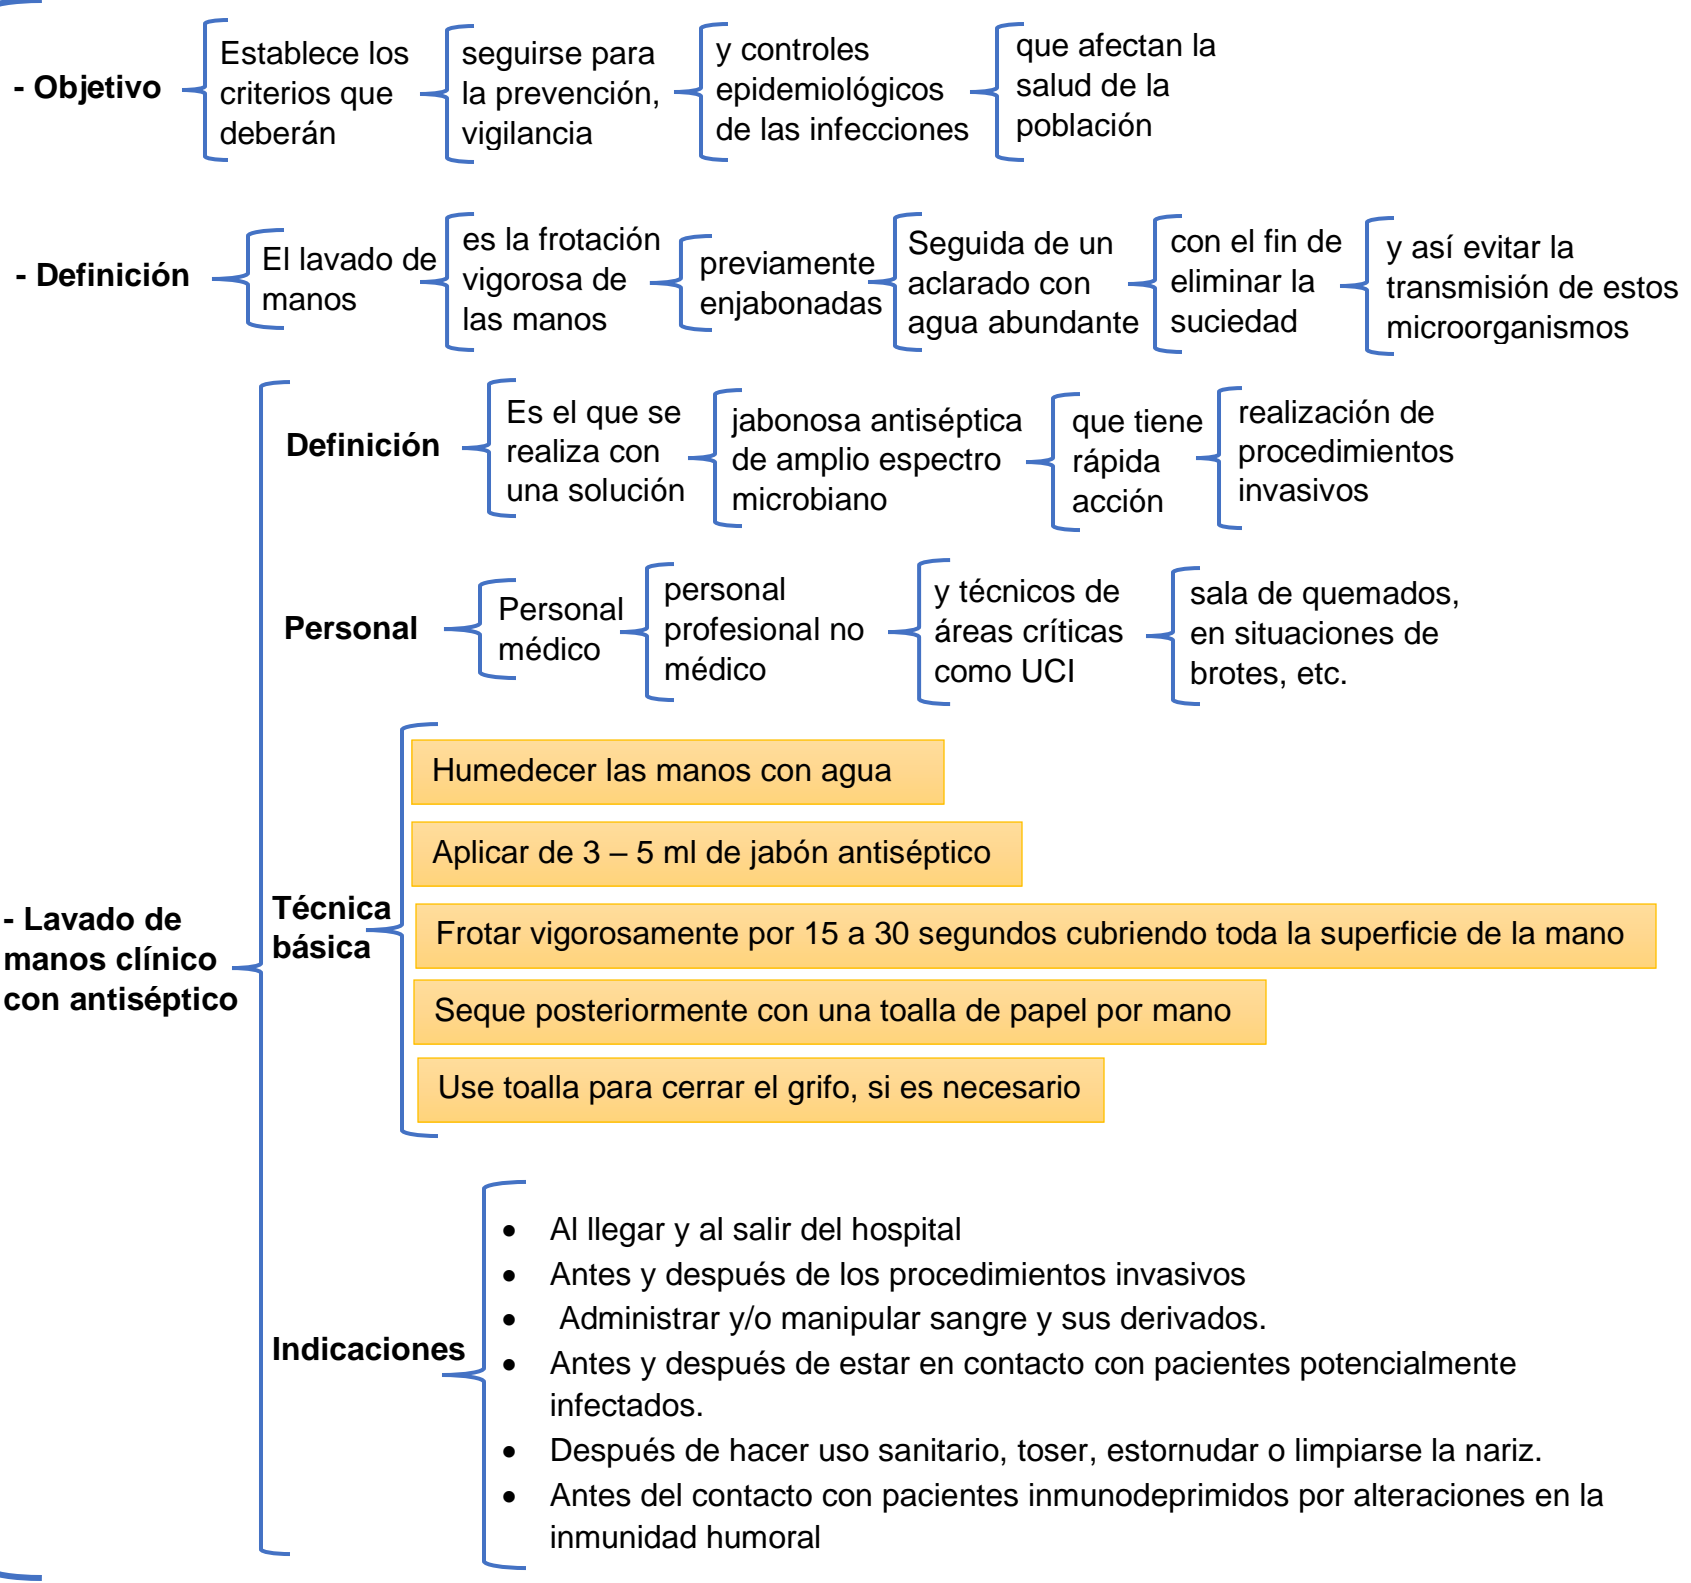 - Objetivo
Establece los
criterios que
deberán
seguirse para
la prevención,
vigilancia
y controles
epidemiológicos
de las infecciones
que afectan la
salud de la
población
- Definición
El lavado de
manos
es la frotación
vigorosa de
las manos
previamente
enjabonadas
Seguida de un
aclarado con
agua abundante
con el fin de
eliminar la
suciedad
y así evitar la
transmisión de estos
microorganismos
- Lavado de
manos clínico
con antiséptico
Definición
Es el que se
realiza con
una solución
jabonosa antiséptica
de amplio espectro
microbiano
que tiene
rápida
acción
realización de
procedimientos
invasivos
Personal
Personal
médico
personal
profesional no
médico
y técnicos de
áreas críticas
como UCI
sala de quemados,
en situaciones de
brotes, etc.
Técnica
básica
Humedecer las manos con agua
Aplicar de 3 – 5 ml de jabón antiséptico
Frotar vigorosamente por 15 a 30 segundos cubriendo toda la superficie de la mano
Seque posteriormente con una toalla de papel por mano
Use toalla para cerrar el grifo, si es necesario
Indicaciones
• Al llegar y al salir del hospital
• Antes y después de los procedimientos invasivos
• Administrar y/o manipular sangre y sus derivados.
• Antes y después de estar en contacto con pacientes potencialmente
infectados.
• Después de hacer uso sanitario, toser, estornudar o limpiarse la nariz.
• Antes del contacto con pacientes inmunodeprimidos por alteraciones en la
inmunidad humoral